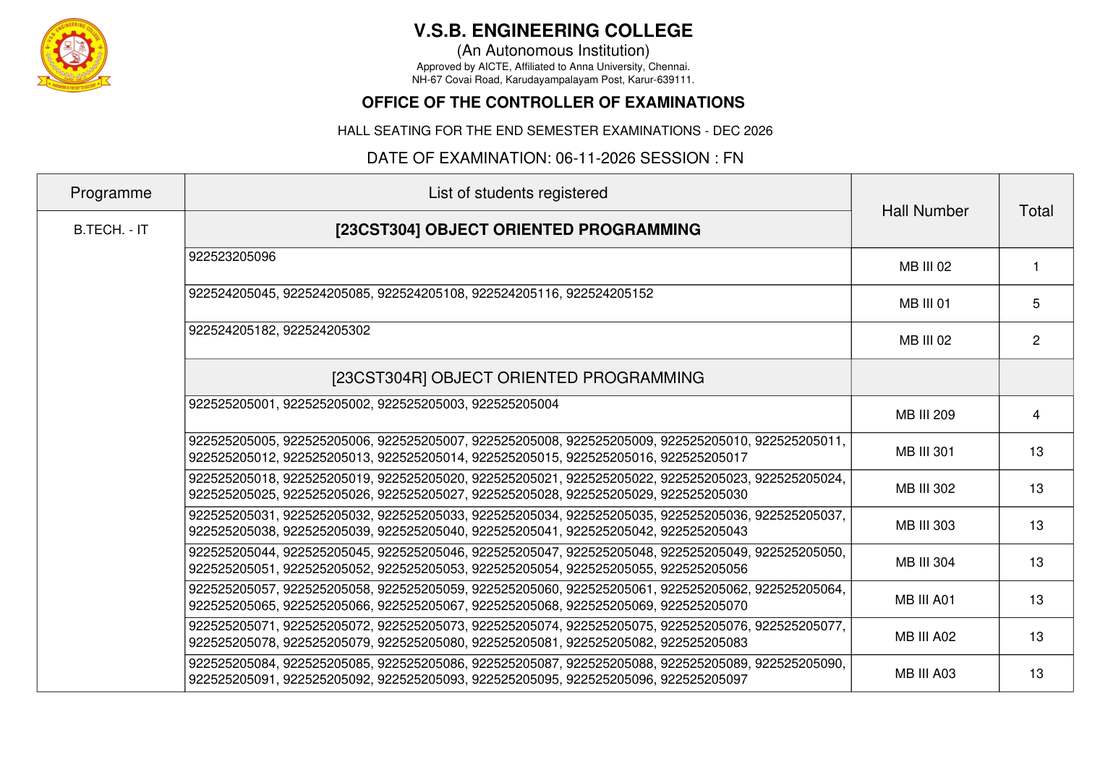 V.S.B. ENGINEERING COLLEGE
(An Autonomous Institution)
Approved by AICTE, Affiliated to Anna University, Chennai.
NH-67 Covai Road, Karudayampalayam Post, Karur-639111.
OFFICE OF THE CONTROLLER OF EXAMINATIONS
HALL SEATING FOR THE END SEMESTER EXAMINATIONS - DEC 2026
DATE OF EXAMINATION: 06-11-2026 SESSION : FN
Programme List of students registered Hall Number Total
B.TECH. - IT [23CST304] OBJECT ORIENTED PROGRAMMING
922523205096 MB III 02 1
922524205045, 922524205085, 922524205108, 922524205116, 922524205152 MB III 01 5
922524205182, 922524205302 MB III 02 2
[23CST304R] OBJECT ORIENTED PROGRAMMING
922525205001, 922525205002, 922525205003, 922525205004 MB III 209 4
922525205005, 922525205006, 922525205007, 922525205008, 922525205009, 922525205010, 922525205011,
922525205012, 922525205013, 922525205014, 922525205015, 922525205016, 922525205017 MB III 301 13
922525205018, 922525205019, 922525205020, 922525205021, 922525205022, 922525205023, 922525205024,
922525205025, 922525205026, 922525205027, 922525205028, 922525205029, 922525205030 MB III 302 13
922525205031, 922525205032, 922525205033, 922525205034, 922525205035, 922525205036, 922525205037,
922525205038, 922525205039, 922525205040, 922525205041, 922525205042, 922525205043 MB III 303 13
922525205044, 922525205045, 922525205046, 922525205047, 922525205048, 922525205049, 922525205050,
922525205051, 922525205052, 922525205053, 922525205054, 922525205055, 922525205056 MB III 304 13
922525205057, 922525205058, 922525205059, 922525205060, 922525205061, 922525205062, 922525205064,
922525205065, 922525205066, 922525205067, 922525205068, 922525205069, 922525205070 MB III A01 13
922525205071, 922525205072, 922525205073, 922525205074, 922525205075, 922525205076, 922525205077,
922525205078, 922525205079, 922525205080, 922525205081, 922525205082, 922525205083 MB III A02 13
922525205084, 922525205085, 922525205086, 922525205087, 922525205088, 922525205089, 922525205090,
922525205091, 922525205092, 922525205093, 922525205095, 922525205096, 922525205097 MB III A03 13